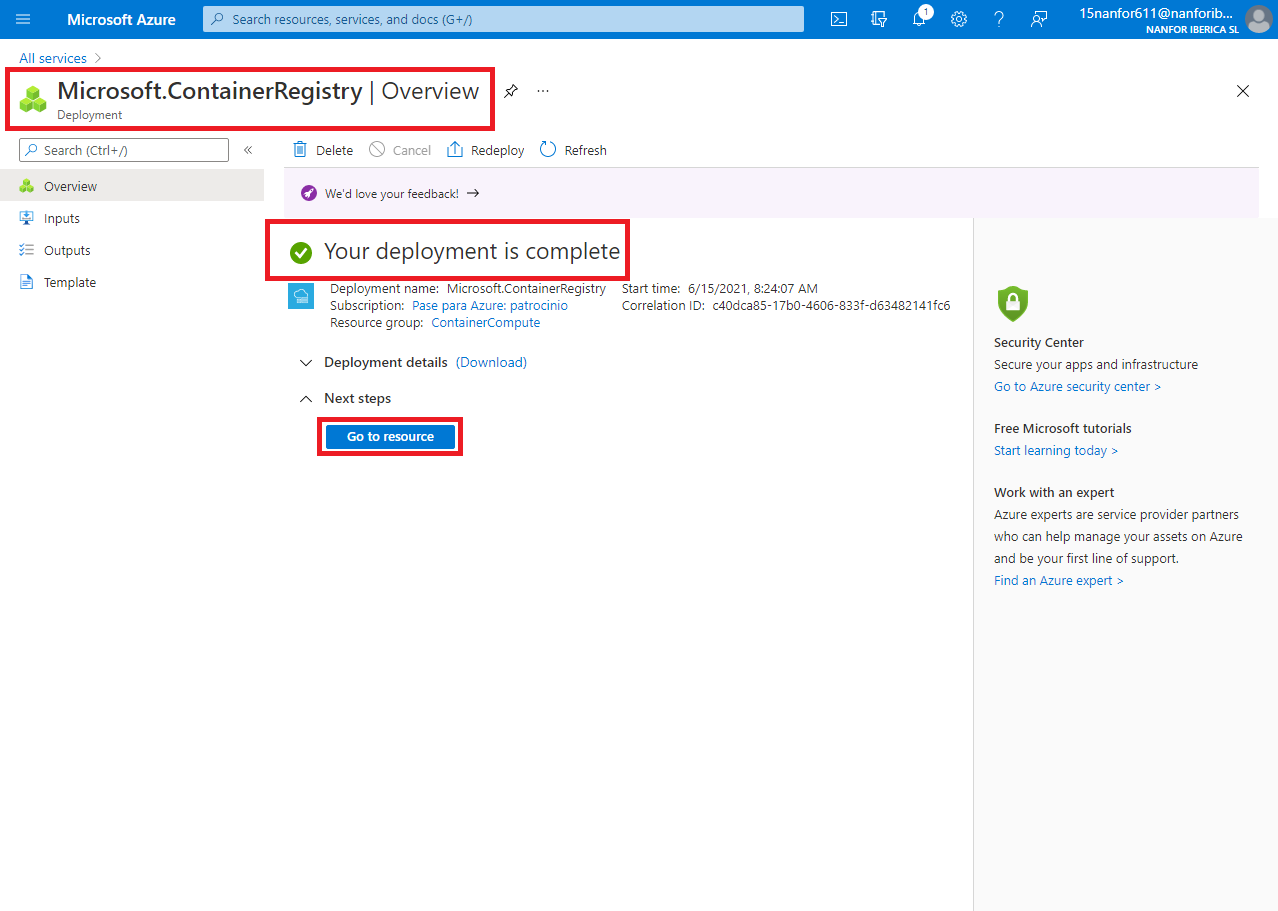 Microsoft Azure
Search resources, services, and docs (G+/)
1
15nanfor611@nanforib...
NANFOR IBERICA SL
All services >
Microsoft.ContainerRegistry | Overview
Deployment
...
Search (Ctrl+/)
«
Delete
Cancel
Redeploy
Refresh
Overview
Inputs
Outputs
Template
We'd love your feedback! →
Your deployment is complete
Deployment name: Microsoft.ContainerRegistry
Subscription: Pase para Azure: patrocinio
Resource group: ContainerCompute
Start time: 6/15/2021, 8:24:07 AM
Correlation ID: c40dca85-17b0-4606-833f-d63482141fc6
Deployment details (Download)
Next steps
Go to resource
Security Center
Secure your apps and infrastructure
Go to Azure security center >
Free Microsoft tutorials
Start learning today >
Work with an expert
Azure experts are service provider partners
who can help manage your assets on Azure
and be your first line of support.
Find an Azure expert >